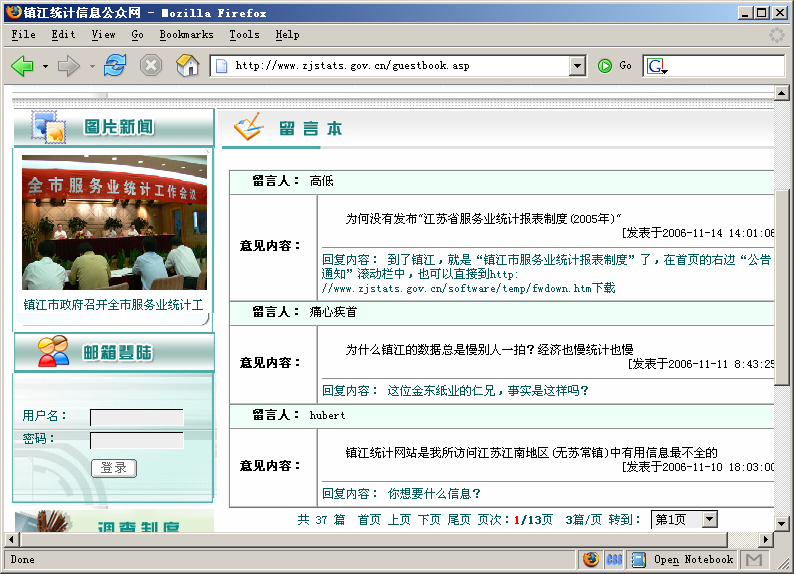 镇江统计信息公众网 - Mozilla Firefox
File Edit View Go Bookmarks Tools Help
http://www.zjstats.gov.cn/guestbook.asp Go G
图片新闻
留言本
全市服务业统计工作会议
镇江市政府召开全市服务业统计工
邮箱登陆
用户名：
密码：
登录
调查制度
留言人： 高低
意见内容：
为何没有发布"江苏省服务业统计报表制度(2005年)"
[发表于2006-11-14 14:01:06
回复内容： 到了镇江，就是“镇江市服务业统计报表制度”了，在首页的右边“公告
通知”滚动栏中，也可以直接到http:
//www.zjstats.gov.cn/software/temp/fwdown.htm下载
留言人： 痛心疾首
意见内容：
为什么镇江的数据总是慢别人一拍？经济也慢统计也慢
[发表于2006-11-11 8:43:25
回复内容： 这位金东纸业的仁兄，事实是这样吗？
留言人： hubert
意见内容：
镇江统计网站是我所访问江苏江南地区(无苏常镇)中有用信息最不全的
[发表于2006-11-10 18:03:00
回复内容： 你想要什么信息？
共 37 篇 首页 上页 下页 尾页 页次：1/13页 3篇/页 转到： 第1页
Done CSS Open Notebook